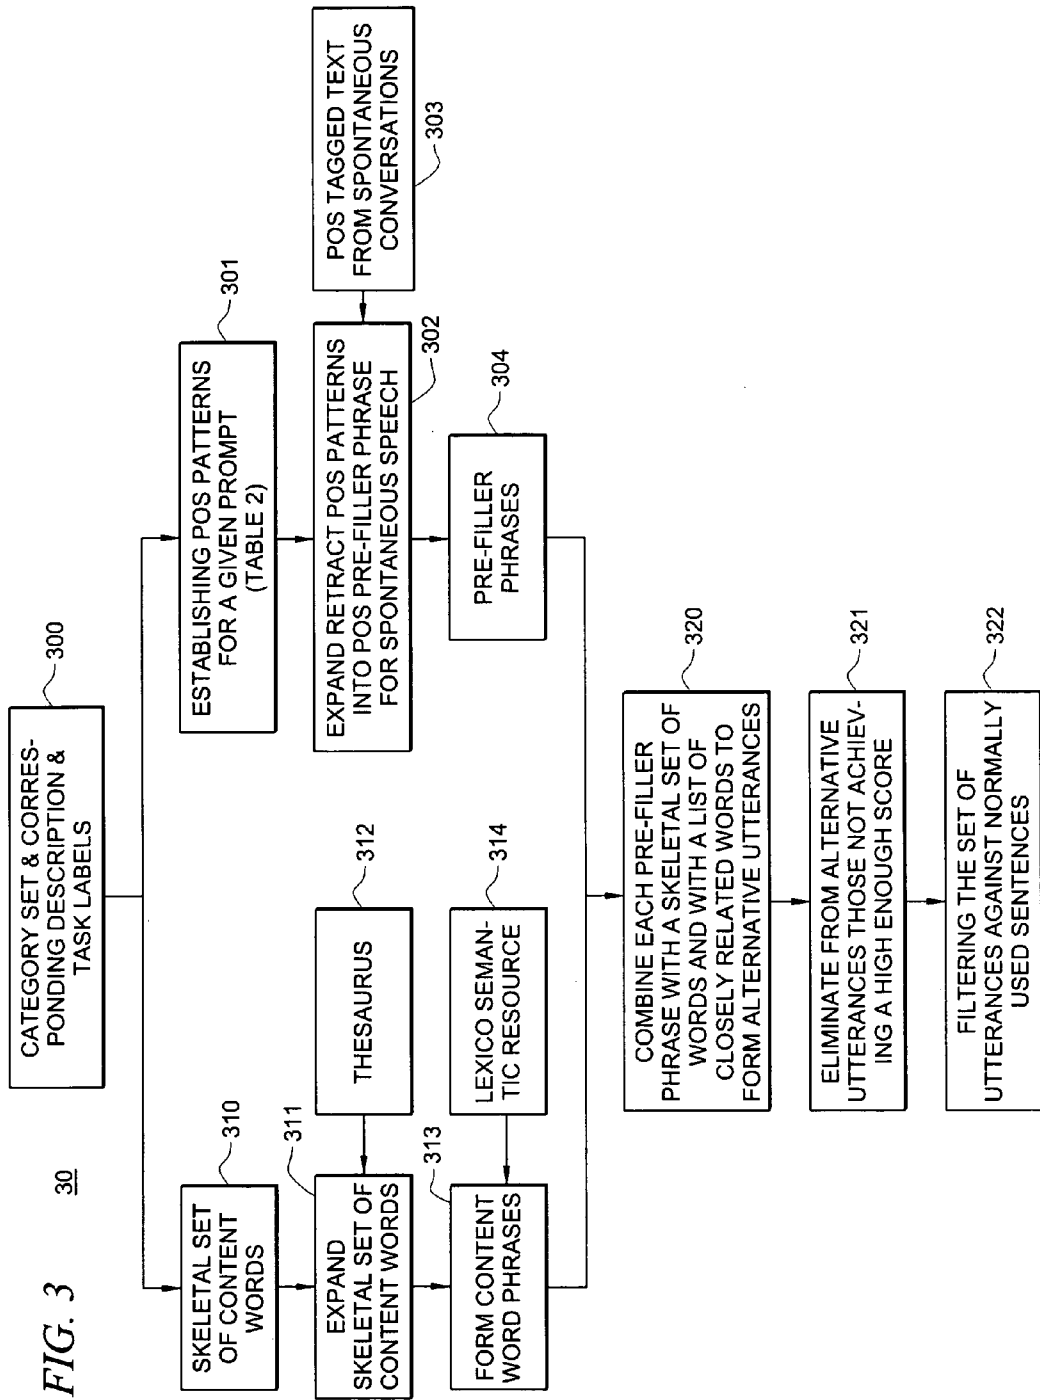 FIG. 3
30
CATEGORY SET & CORRES-
PONDING DESCRIPTION &
TASK LABELS
300
SKELETAL SET
OF CONTENT
WORDS
310
ESTABLISHING POS PATTERNS
FOR A GIVEN PROMPT
(TABLE 2)
301
EXPAND
SKELETAL SET OF
CONTENT WORDS
311
THESAURUS
312
EXPAND RETRACT POS PATTERNS
INTO POS PRE-FILLER PHRASE
FOR SPONTANEOUS SPEECH
302
POS TAGGED TEXT
FROM SPONTANEOUS
CONVERSATIONS
303
FORM CONTENT
WORD PHRASES
313
LEXICO SEMAN-
TIC RESOURCE
314
PRE-FILLER
PHRASES
304
COMBINE EACH PRE-FILLER
PHRASE WITH A SKELETAL SET OF
WORDS AND WITH A LIST OF
CLOSELY RELATED WORDS TO
FORM ALTERNATIVE UTTERANCES
320
ELIMINATE FROM ALTERNATIVE
UTTERANCES THOSE NOT ACHIEV-
ING A HIGH ENOUGH SCORE
321
FILTERING THE SET OF
UTTERANCES AGAINST NORMALLY
USED SENTENCES
322